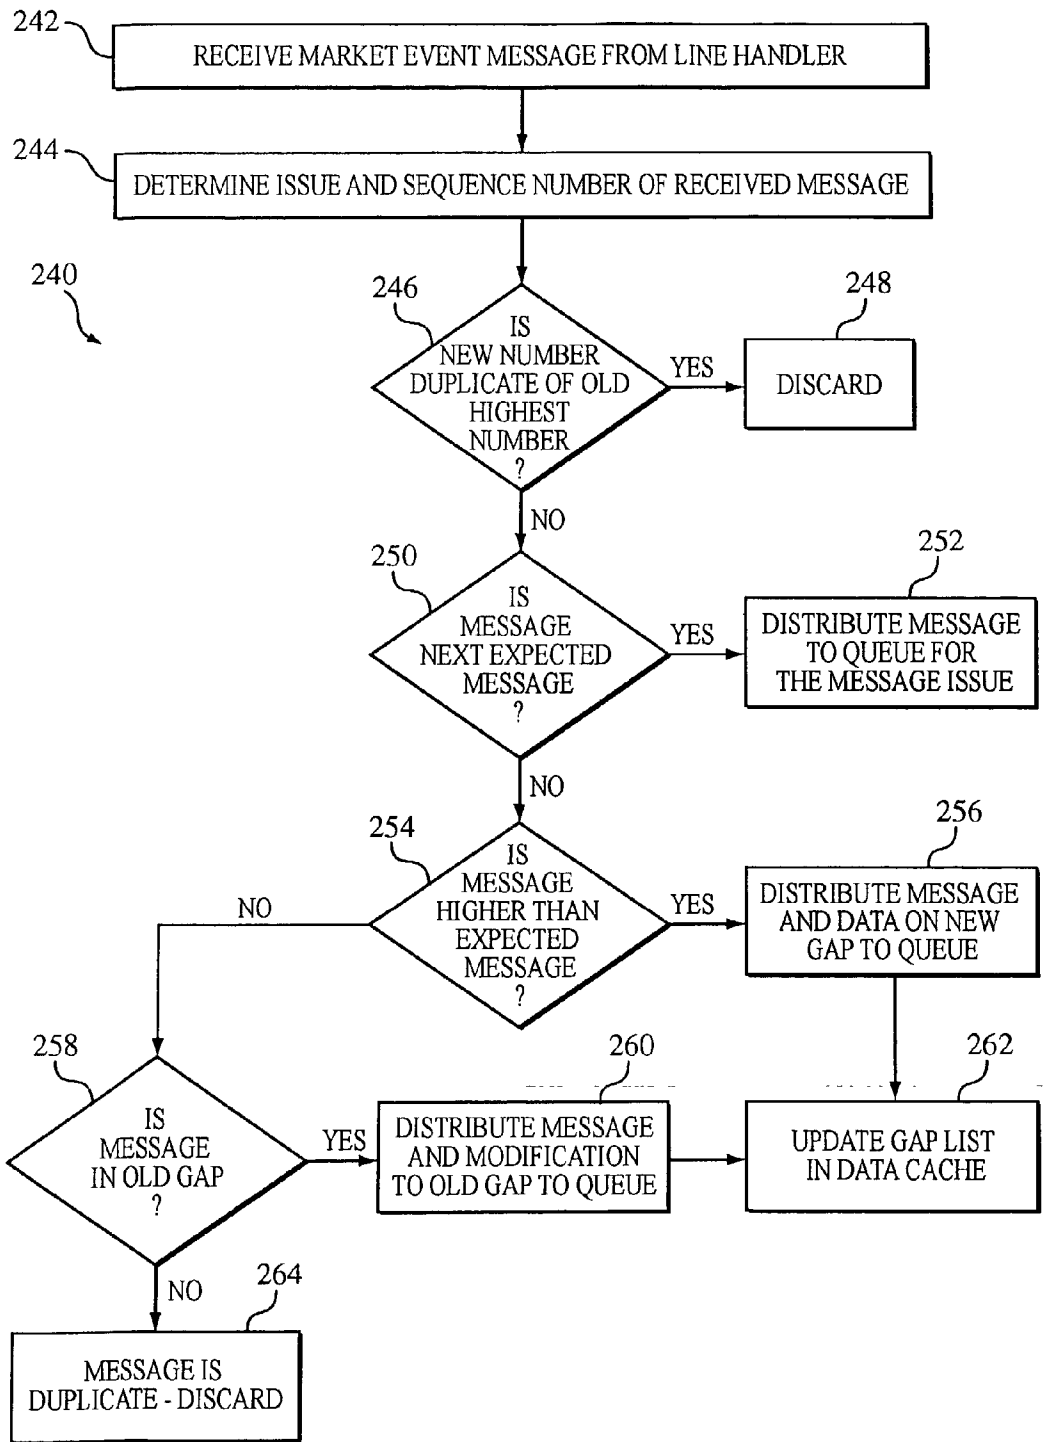 242
RECEIVE MARKET EVENT MESSAGE FROM LINE HANDLER
244
DETERMINE ISSUE AND SEQUENCE NUMBER OF RECEIVED MESSAGE
240
246
IS
NEW NUMBER
DUPLICATE OF OLD
HIGHEST
NUMBER
?
YES
248
DISCARD
NO
250
IS
MESSAGE
NEXT EXPECTED
MESSAGE
?
YES
252
DISTRIBUTE MESSAGE
TO QUEUE FOR
THE MESSAGE ISSUE
NO
254
IS
MESSAGE
HIGHER THAN
EXPECTED
MESSAGE
?
YES
256
DISTRIBUTE MESSAGE
AND DATA ON NEW
GAP TO QUEUE
NO
258
IS
MESSAGE
IN OLD GAP
?
YES
260
DISTRIBUTE MESSAGE
AND MODIFICATION
TO OLD GAP TO QUEUE
262
UPDATE GAP LIST
IN DATA CACHE
NO
264
MESSAGE IS
DUPLICATE - DISCARD